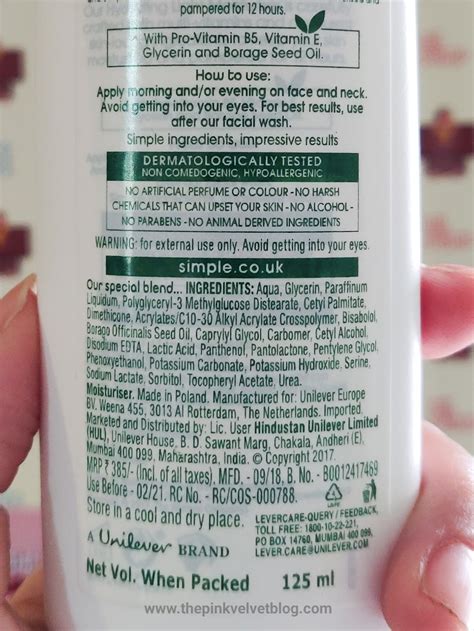 pampered for 12 hours.
With Pro-Vitamin B5, Vitamin E,
Glycerin and Borage Seed Oil.
How to use:
Apply morning and/or evening on face and neck.
Avoid getting into your eyes. For best results, use
after our facial wash.
Simple ingredients, impressive results
DERMATOLOGICALLY TESTED
NON COMEDOGENIC, HYPOALLERGENIC
NO ARTIFICIAL PERFUME OR COLOUR - NO HARSH
CHEMICALS THAT CAN UPSET YOUR SKIN - NO ALCOHOL -
NO PARABENS - NO ANIMAL DERIVED INGREDIENTS
WARNING: for external use only. Avoid getting into your eyes.
simple.co.uk
Our special blend... INGREDIENTS: Aqua, Glycerin, Paraffinum
Liquidum, Polyglyceryl-3 Methylglucose Distearate, Cetyl Palmitate,
Dimethicone, Acrylates/C10-30 Alkyl Acrylate Crosspolymer, Bisabolol,
Borago Officinalis Seed Oil, Caprylyl Glycol, Carbomer, Cetyl Alcohol,
Disodium EDTA, Lactic Acid, Panthenol, Pantolactone, Pentylene Glycol,
Phenoxyethanol, Potassium Carbonate, Potassium Hydroxide, Serine,
Sodium Lactate, Sorbitol, Tocopheryl Acetate, Urea.
Moisturiser. Made in Poland. Manufactured for: Unilever Europe
BV. Weena 455, 3013 Al Rotterdam, The Netherlands. Imported,
Marketed and Distributed by: Lic. User Hindustan Unilever Limited
(HUL), Unilever House, B. D. Sawant Marg, Chakala, Andheri (E),
Mumbai 400 099, Maharashtra, India. © Copyright 2017.
MRP ₹ 385/- (Incl. of all taxes). MFD. - 09/18, B. No. - B0012417469
Use Before - 02/21. RC No. - RC/COS-000788.
Store in a cool and dry place.
LEVERCARE-QUERY / FEEDBACK,
TOLL FREE: 1800-10-22-221,
PO BOX 14760, MUMBAI 400 099,
LEVER.CARE@UNILEVER.COM
A Unilever BRAND
Net Vol. When Packed 125 ml
www.thepinkvelvetblog.com